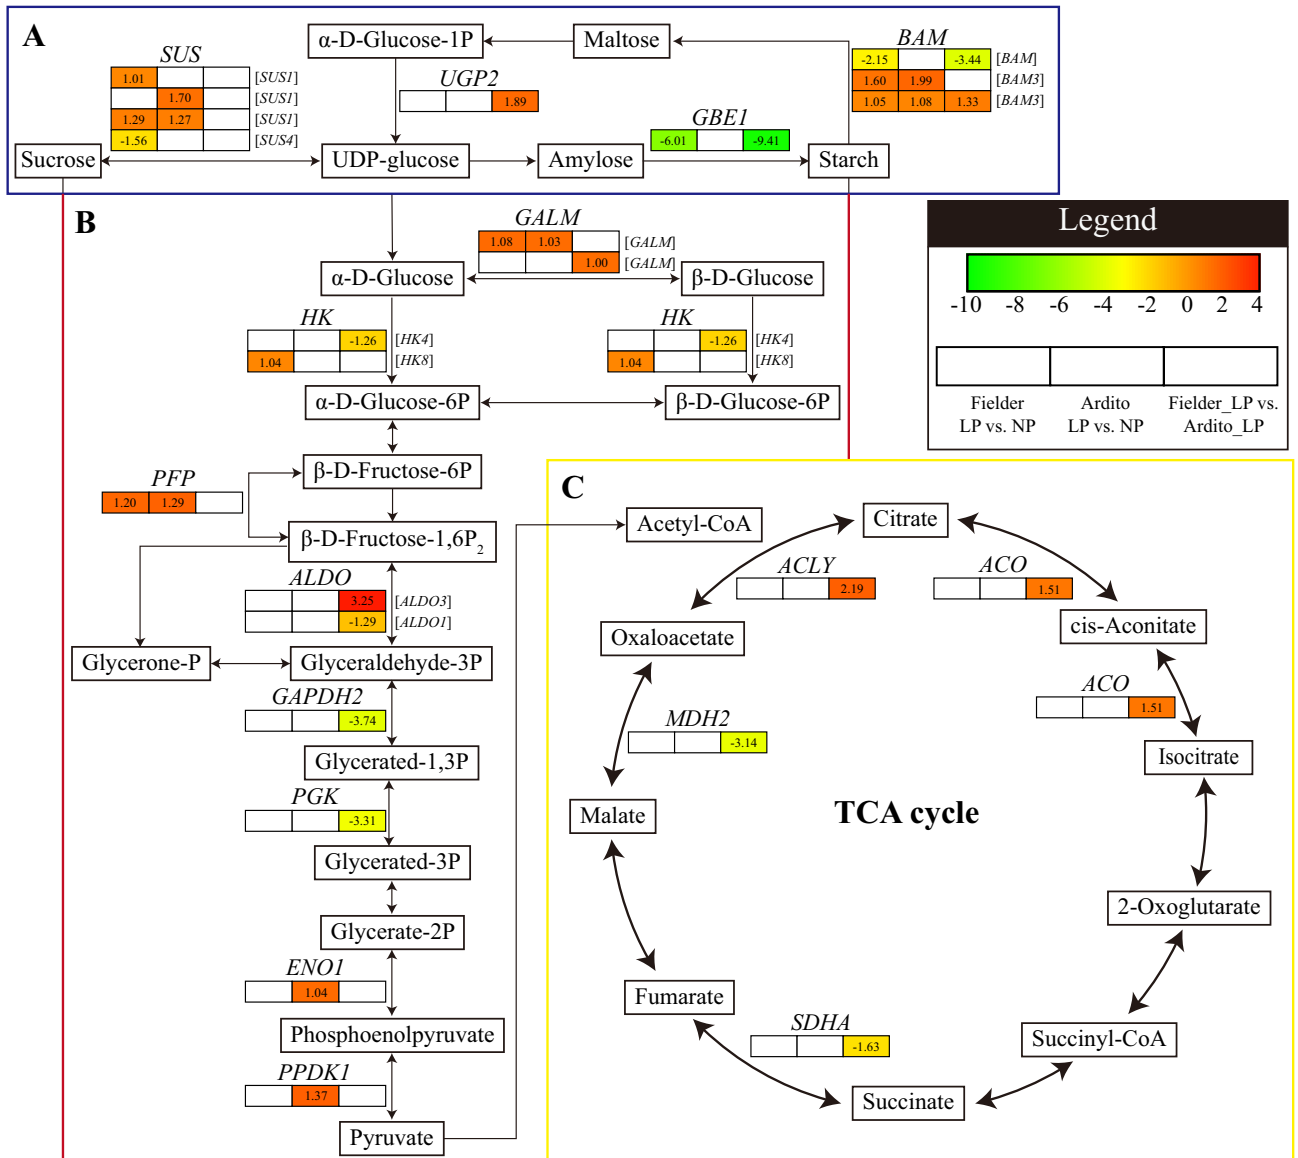 A
α-D-Glucose-1P
Maltose
SUS
1.01 [SUS1]
1.70 [SUS1]
1.29 1.27 [SUS1]
-1.56 [SUS4]
UGP2
1.89
BAM
-2.15 -3.44 [BAM]
1.60 1.99 [BAM3]
1.05 1.08 1.33 [BAM3]
GBE1
-6.01 -9.41
Sucrose
UDP-glucose
Amylose
Starch
B
GALM
1.08 1.03 [GALM]
1.00 [GALM]
α-D-Glucose
β-D-Glucose
HK
-1.26 [HK4]
1.04 [HK8]
HK
-1.26 [HK4]
1.04 [HK8]
α-D-Glucose-6P
β-D-Glucose-6P
β-D-Fructose-6P
PFP
1.20 1.29
β-D-Fructose-1,6P2
ALDO
3.25 [ALDO3]
-1.29 [ALDO1]
Glycerone-P
Glyceraldehyde-3P
GAPDH2
-3.74
Glycerated-1,3P
PGK
-3.31
Glycerated-3P
Glycerate-2P
ENO1
1.04
Phosphoenolpyruvate
PPDK1
1.37
Pyruvate
Legend
-10 -8 -6 -4 -2 0 2 4
Fielder
LP vs. NP
Ardito
LP vs. NP
Fielder_LP vs.
Ardito_LP
C
Acetyl-CoA
Citrate
ACLY
2.19
ACO
1.51
Oxaloacetate
cis-Aconitate
ACO
1.51
MDH2
-3.14
Isocitrate
Malate
TCA cycle
2-Oxoglutarate
Fumarate
SDHA
-1.63
Succinyl-CoA
Succinate